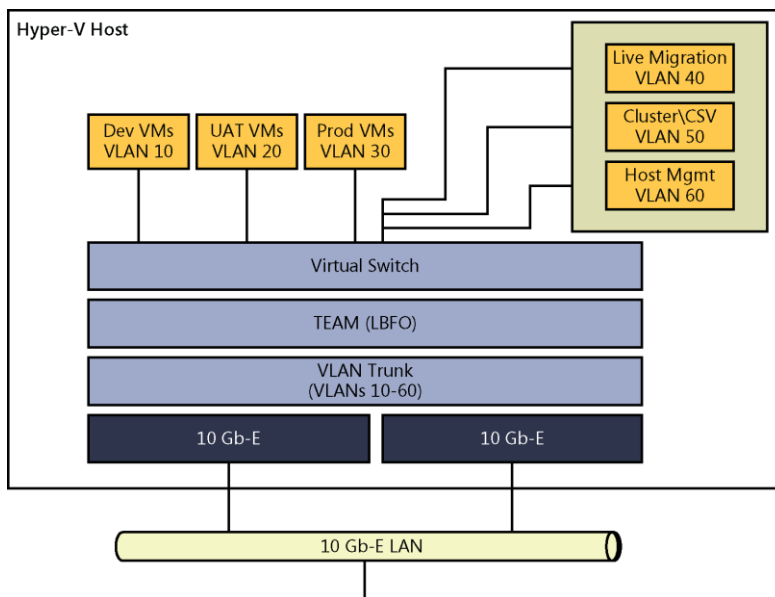 Hyper-V Host
Live Migration
VLAN 40
Cluster\CSV
VLAN 50
Host Mgmt
VLAN 60
Dev VMs
VLAN 10
UAT VMs
VLAN 20
Prod VMs
VLAN 30
Virtual Switch
TEAM (LBFO)
VLAN Trunk
(VLANs 10-60)
10 Gb-E
10 Gb-E
10 Gb-E LAN